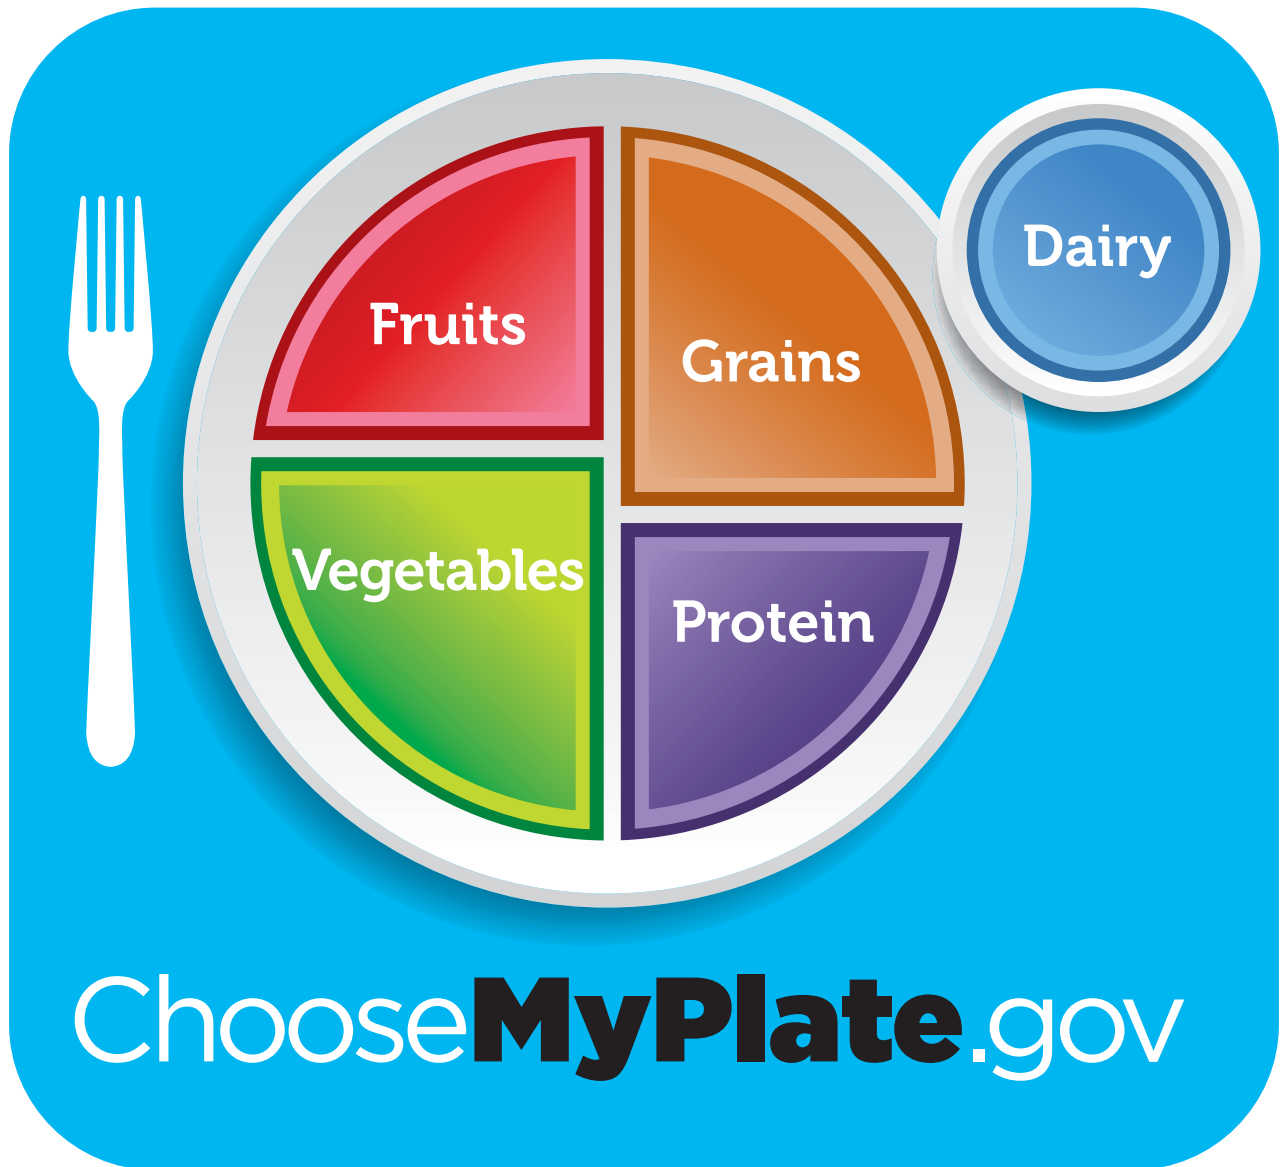 Fruits
Grains
Dairy
Vegetables
Protein
ChooseMyPlate.gov